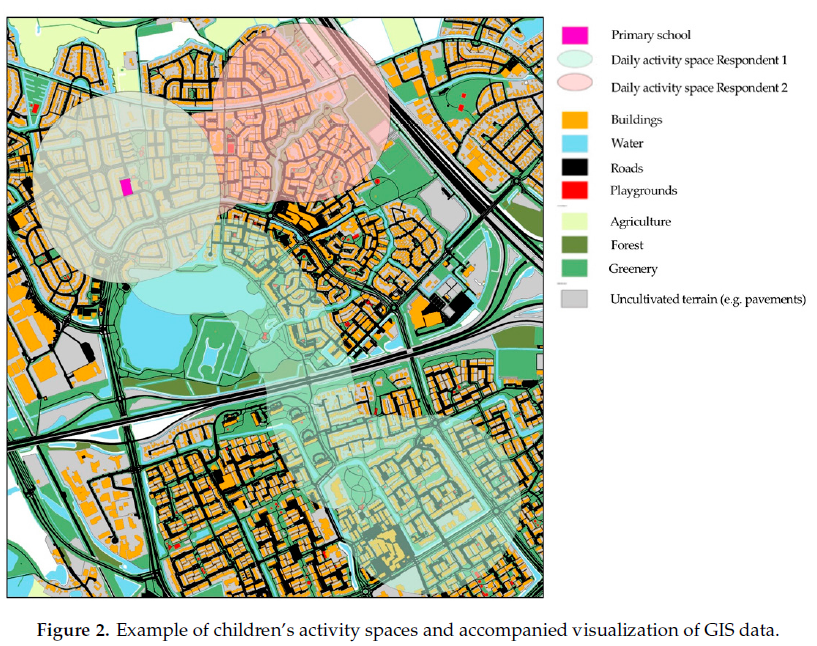 Primary school
Daily activity space Respondent 1
Daily activity space Respondent 2
Buildings
Water
Roads
Playgrounds
Agriculture
Forest
Greenery
Uncultivated terrain (e.g. pavements)
Figure 2. Example of children's activity spaces and accompanied visualization of GIS data.